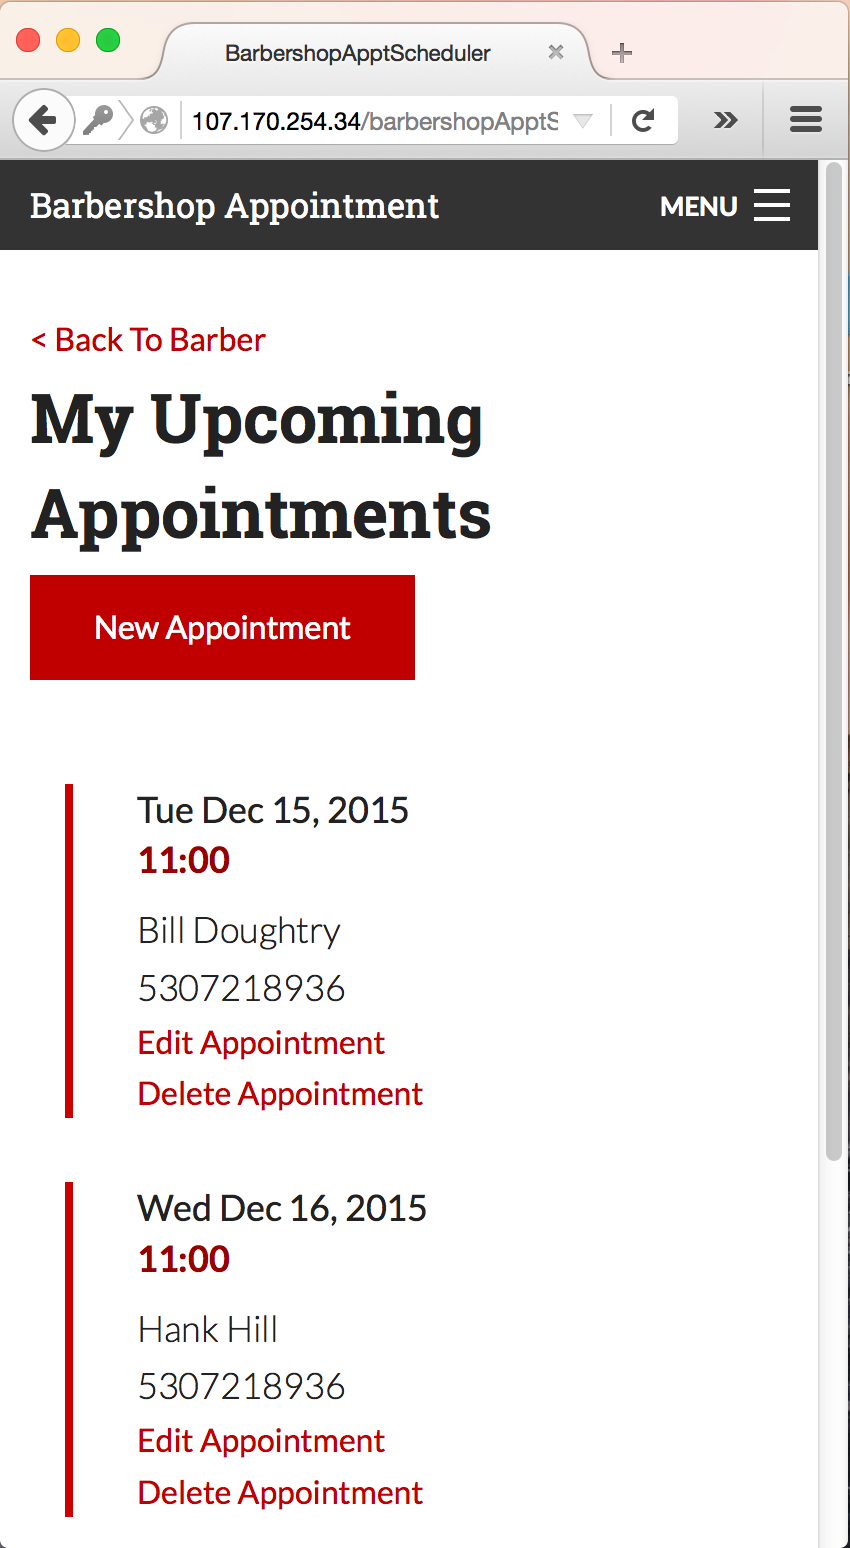 BarbershopApptScheduler
107.170.254.34/barbershopApptS
Barbershop Appointment
MENU
< Back To Barber
My Upcoming
Appointments
New Appointment
Tue Dec 15, 2015
11:00
Bill Doughtry
5307218936
Edit Appointment
Delete Appointment
Wed Dec 16, 2015
11:00
Hank Hill
5307218936
Edit Appointment
Delete Appointment